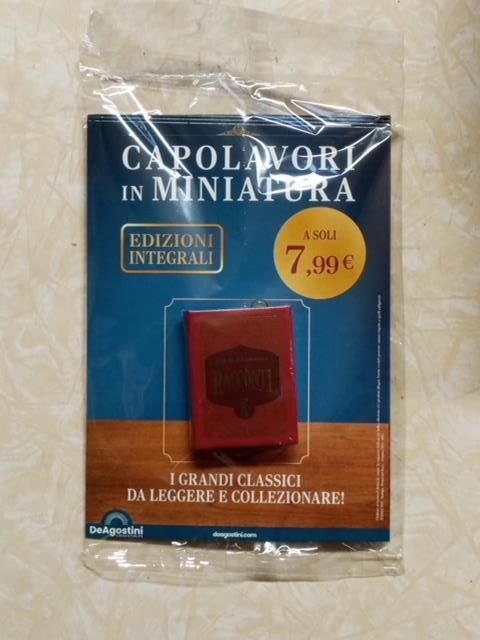 CAPOLAVORI
IN MINIATURA
EDIZIONI
INTEGRALI
A SOLI
7,99 €
RACCONTI
I GRANDI CLASSICI
DA LEGGERE E COLLEZIONARE!
DeAgostini
deagostini.com